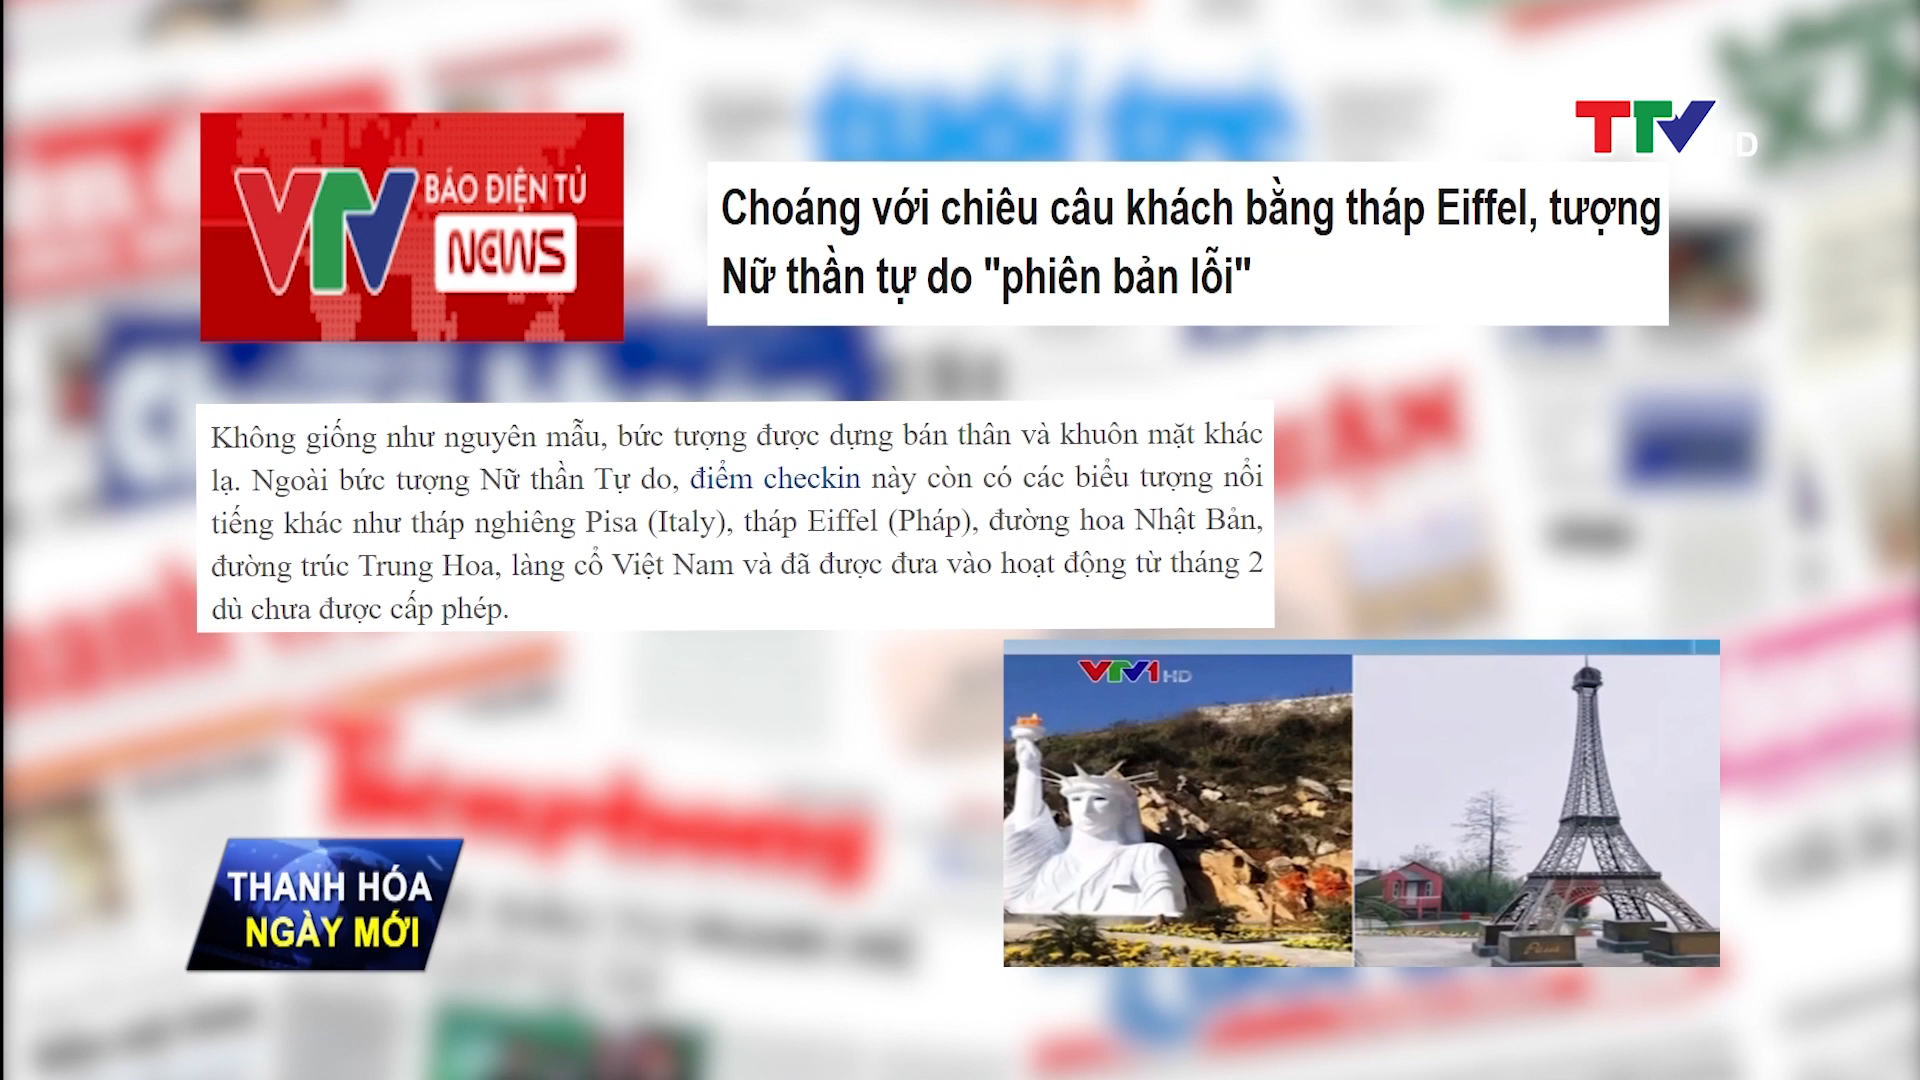 TTV HD
VTV BÁO ĐIỆN TỬ
NEWS
Choáng với chiêu câu khách bằng tháp Eiffel, tượng
Nữ thần tự do "phiên bản lỗi"
Không giống như nguyên mẫu, bức tượng được dựng bán thân và khuôn mặt khác
lạ. Ngoài bức tượng Nữ thần Tự do, điểm checkin này còn có các biểu tượng nổi
tiếng khác như tháp nghiêng Pisa (Italy), tháp Eiffel (Pháp), đường hoa Nhật Bản,
đường trúc Trung Hoa, làng cổ Việt Nam và đã được đưa vào hoạt động từ tháng 2
dù chưa được cấp phép.
VTV1 HD
THANH HÓA
NGÀY MỚI